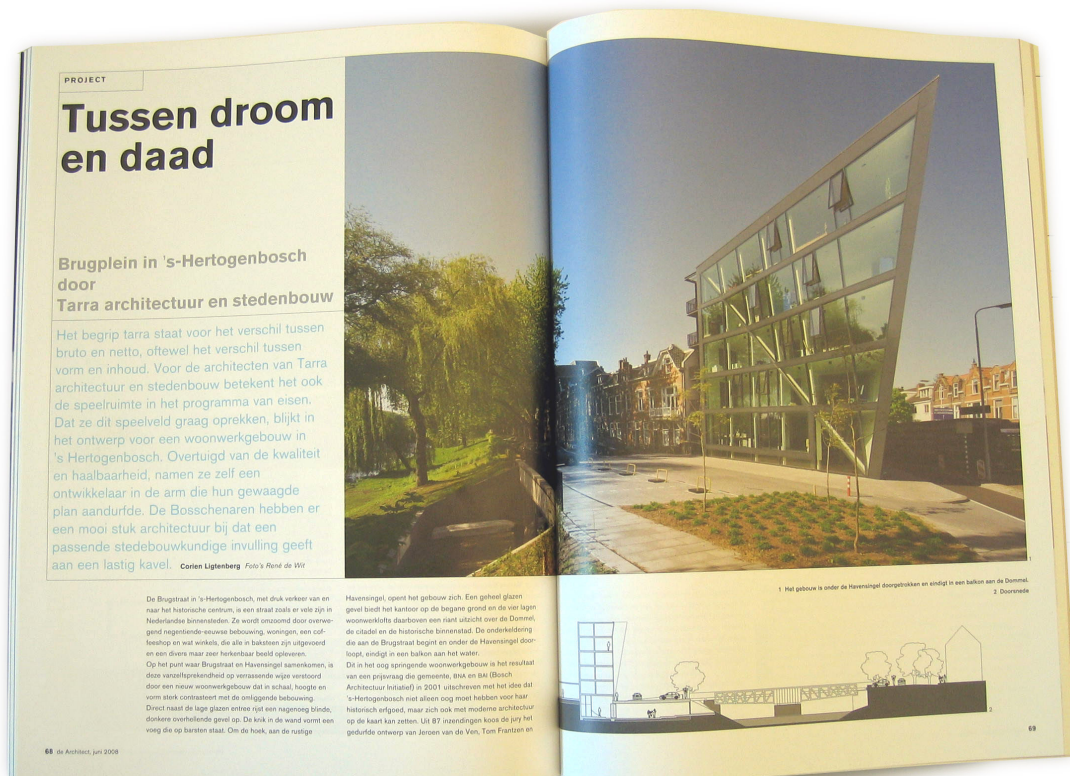 PROJECT
Tussen droom
en daad
Brugplein in 's-Hertogenbosch
door
Tarra architectuur en stedenbouw
Het begrip tarra staat voor het verschil tussen
bruto en netto, oftewel het verschil tussen
vorm en inhoud. Voor de architecten van Tarra
architectuur en stedenbouw betekent het ook
de speelruimte in het programma van eisen.
Dat ze dit speelveld graag oprekken, blijkt in
het ontwerp voor een woonwerkgebouw in
's Hertogenbosch. Overtuigd van de kwaliteit
en haalbaarheid, namen ze zelf een
ontwikkelaar in de arm die hun gewaagde
plan aandurfde. De Bosschenaren hebben er
een mooi stuk architectuur bij dat een
passende stedebouwkundige invulling geeft
aan een lastig kavel. Corien Ligtenberg Foto's René de Wit
De Brugstraat in 's-Hertogenbosch, met druk verkeer van en
naar het historische centrum, is een straat zoals er vele zijn in
Nederlandse binnensteden. Ze wordt omzoomd door overwe-
gend negentiende-eeuwse bebouwing, woningen, een cof-
feeshop en wat winkels, die alle in baksteen zijn uitgevoerd
en een divers maar zeer herkenbaar beeld opleveren.
Op het punt waar Brugstraat en Havensingel samenkomen, is
deze vanzelfsprekendheid op verrassende wijze verstoord
door een nieuw woonwerkgebouw dat in schaal, hoogte en
vorm sterk contrasteert met de omliggende bebouwing.
Direct naast de lage glazen entree rijst een nagenoeg blinde,
donkere overhellende gevel op. De knik in de wand vormt een
voeg die op barsten staat. Om de hoek, aan de rustige
Havensingel, opent het gebouw zich. Een geheel glazen
gevel biedt het kantoor op de begane grond en de vier lagen
woonwerklofts daarboven een riant uitzicht over de Dommel,
de citadel en de historische binnenstad. De onderkeldering
die aan de Brugstraat begint en onder de Havensingel door-
loopt, eindigt in een balkon aan het water.
Dit in het oog springende woonwerkgebouw is het resultaat
van een prijsvraag die gemeente, BNA en BAI (Bosch
Architectuur Initiatief) in 2001 uitschreven met het idee dat
's-Hertogenbosch niet alleen oog moet hebben voor haar
historisch erfgoed, maar zich ook met moderne architectuur
op de kaart kan zetten. Uit 87 inzendingen koos de jury het
gedurfde ontwerp van Jeroen van de Ven, Tom Frantzen en
68 de Architect, juni 2008
1
1 Het gebouw is onder de Havensingel doorgetrokken en eindigt in een balkon aan de Dommel.
2 Doorsnede
2
69